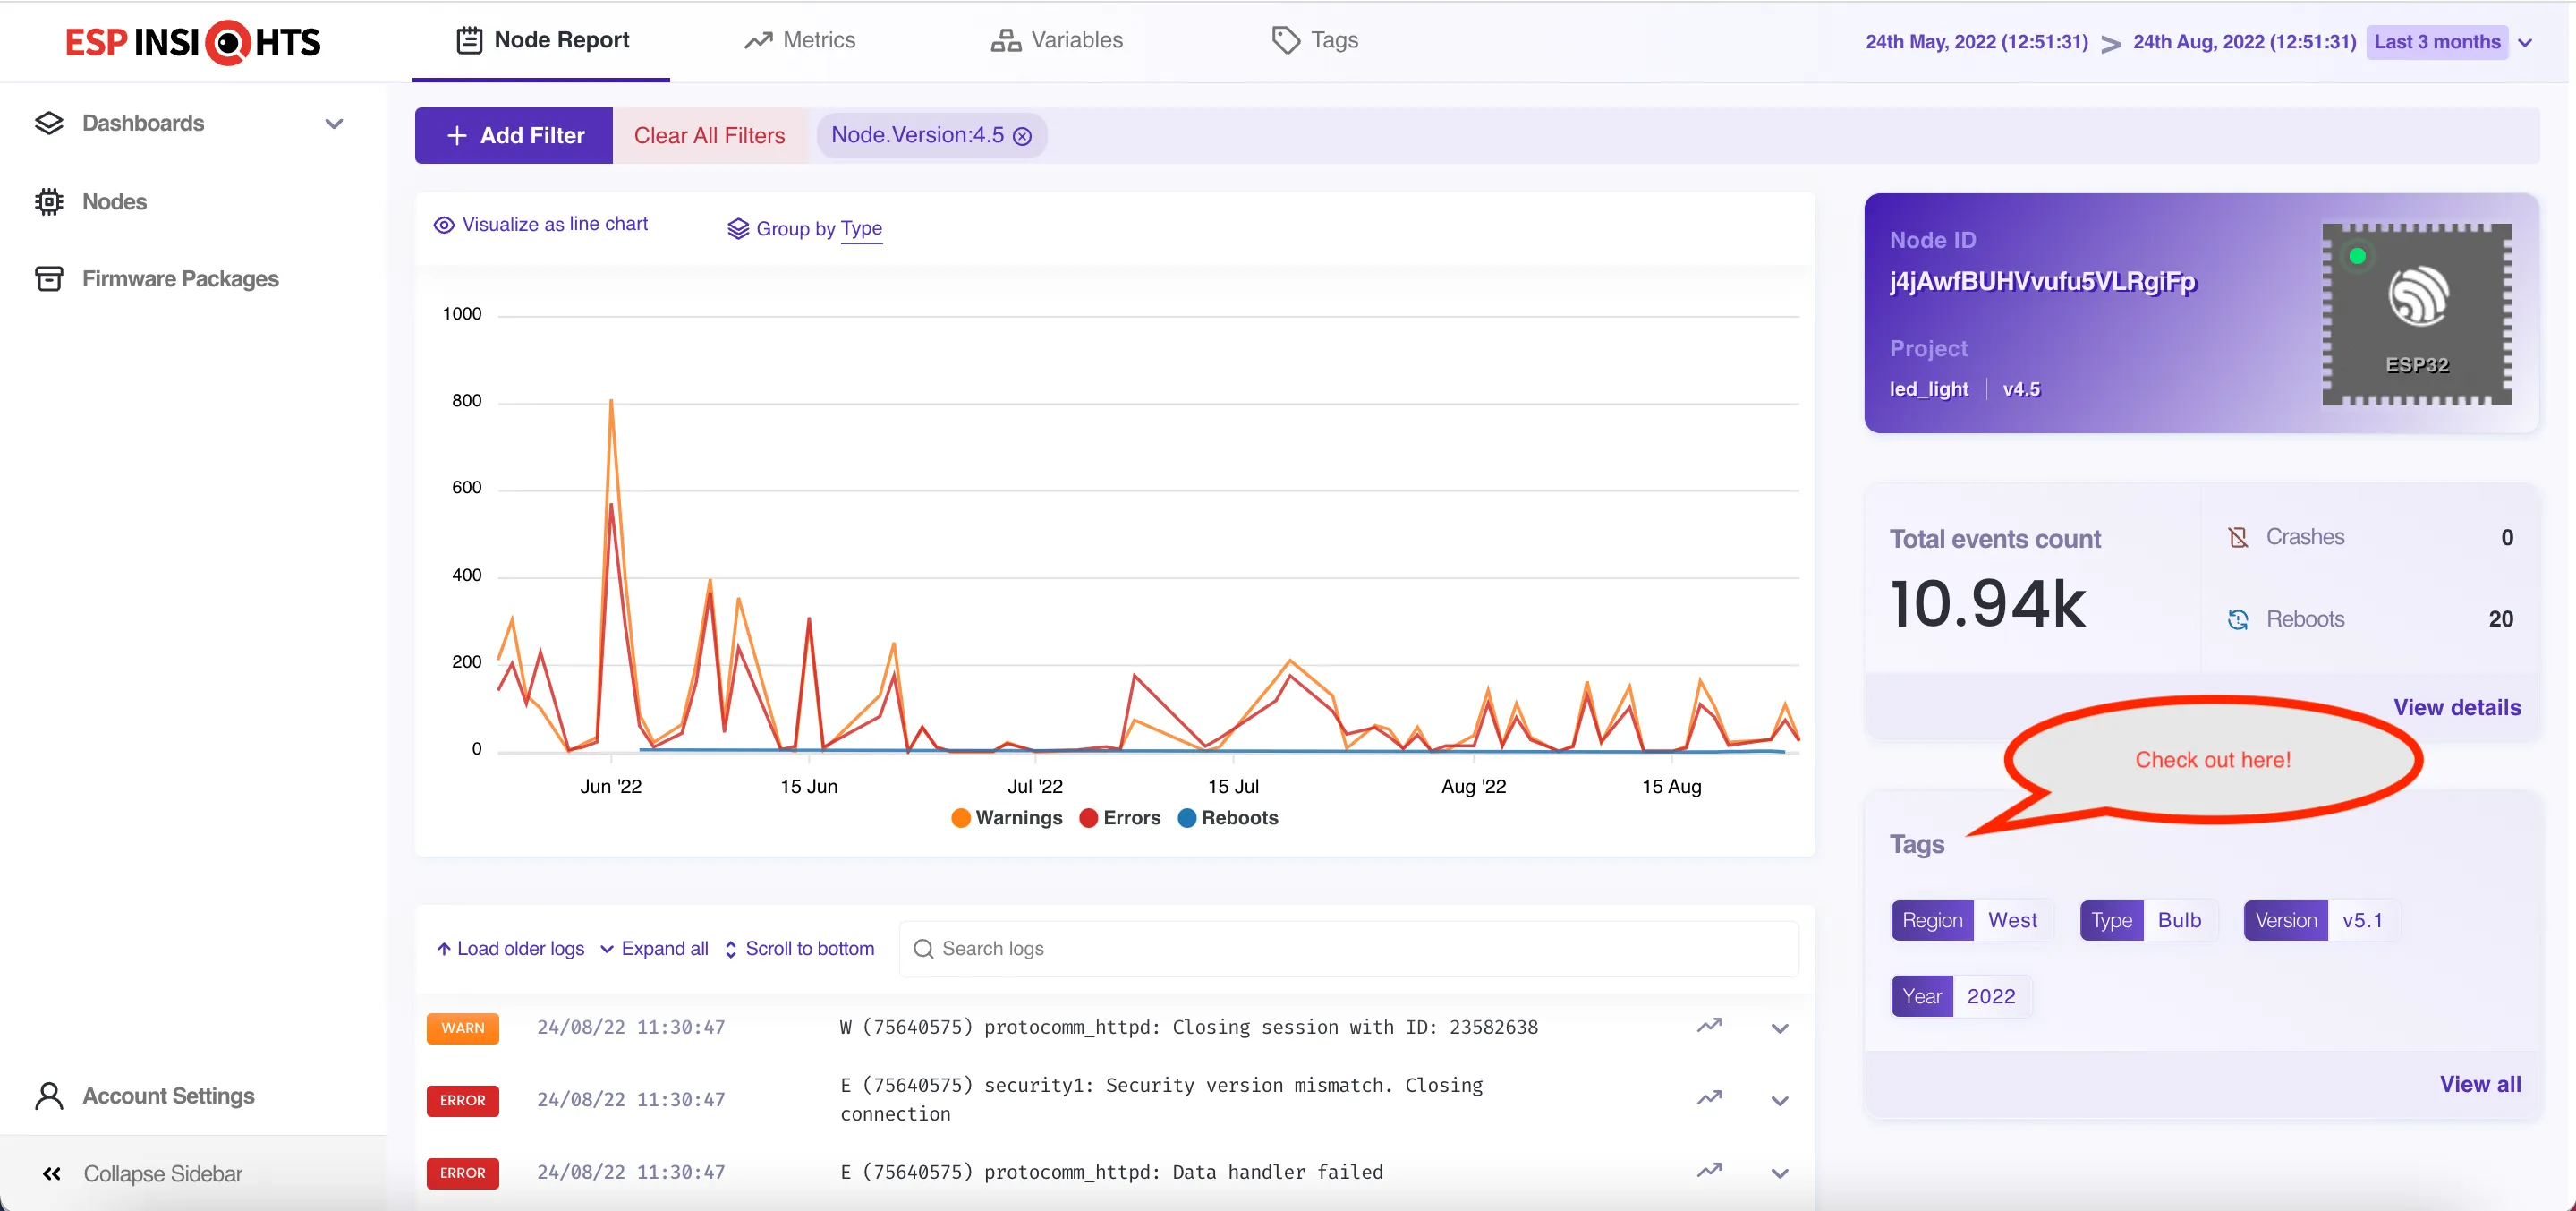 ESP INSIGHTS
Node Report
Metrics
Variables
Tags
24th May, 2022 (12:51:31) > 24th Aug, 2022 (12:51:31) Last 3 months
Dashboards
Nodes
Firmware Packages
Account Settings
Collapse Sidebar
+ Add Filter
Clear All Filters
Node.Version:4.5
Visualize as line chart
Group by Type
1000
800
600
400
200
0
Jun '22 15 Jun Jul '22 15 Jul Aug '22 15 Aug
Warnings Errors Reboots
Load older logs Expand all Scroll to bottom
Search logs
WARN 24/08/22 11:30:47 W (75640575) protocomm_httpd: Closing session with ID: 23582638
ERROR 24/08/22 11:30:47 E (75640575) security1: Security version mismatch. Closing
connection
ERROR 24/08/22 11:30:47 E (75640575) protocomm_httpd: Data handler failed
Node ID
j4jAwfBUHVvufu5VLRgiFp
Project
led_light v4.5
ESP32
Total events count
10.94k
Crashes 0
Reboots 20
View details
Check out here!
Tags
Region West Type Bulb Version v5.1
Year 2022
View all